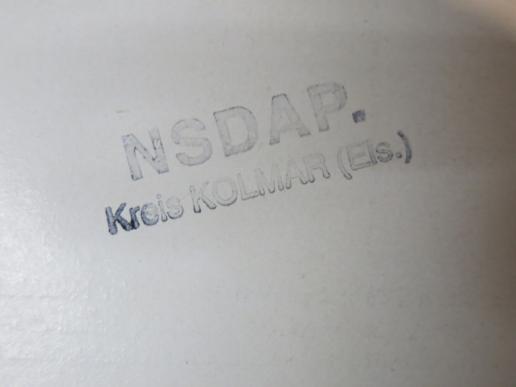 NSDAP.
Kreis KOLMAR (Els.)